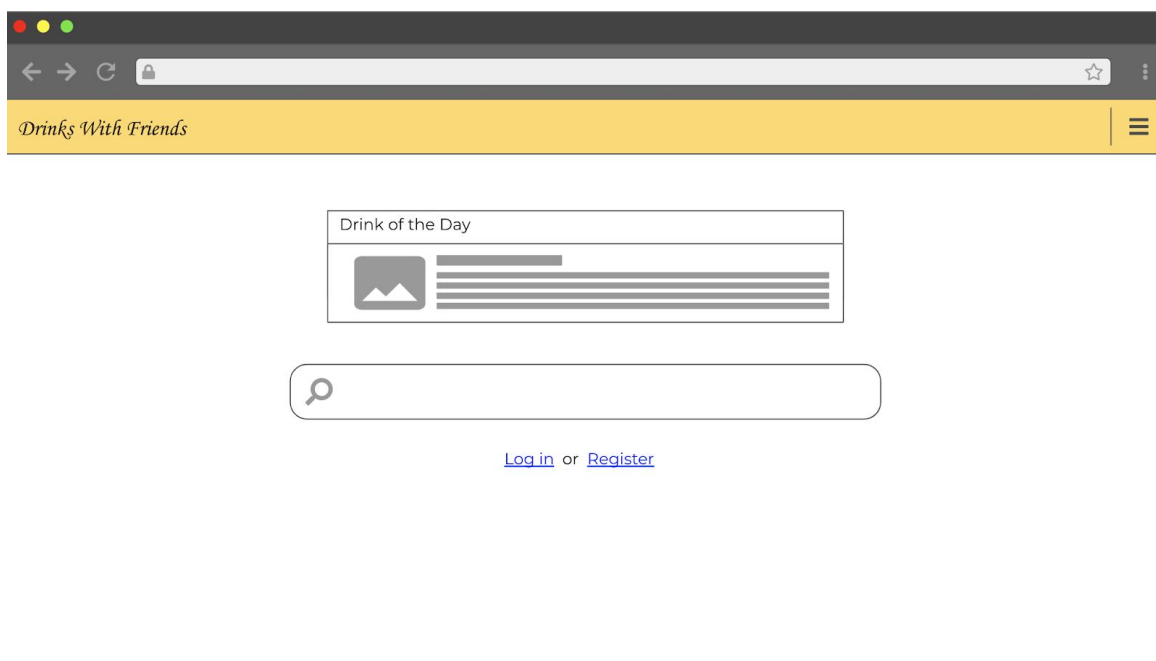 Drinks With Friends
Drink of the Day
Log in or Register